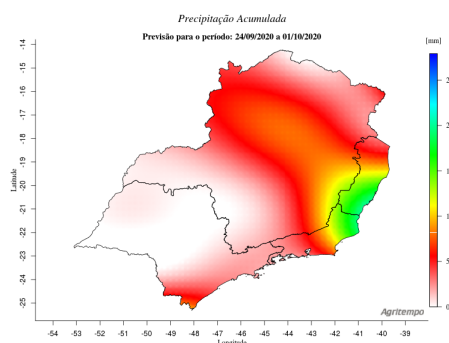 Precipitação Acumulada
Previsão para o período: 24/09/2020 a 01/10/2020
[mm]
-14
-15
-16
-17
-18
-19
-20
-21
-22
-23
-24
-25
Latitude
-54 -53 -52 -51 -50 -49 -48 -47 -46 -45 -44 -43 -42 -41 -40 -39
Longitude
Agritempo